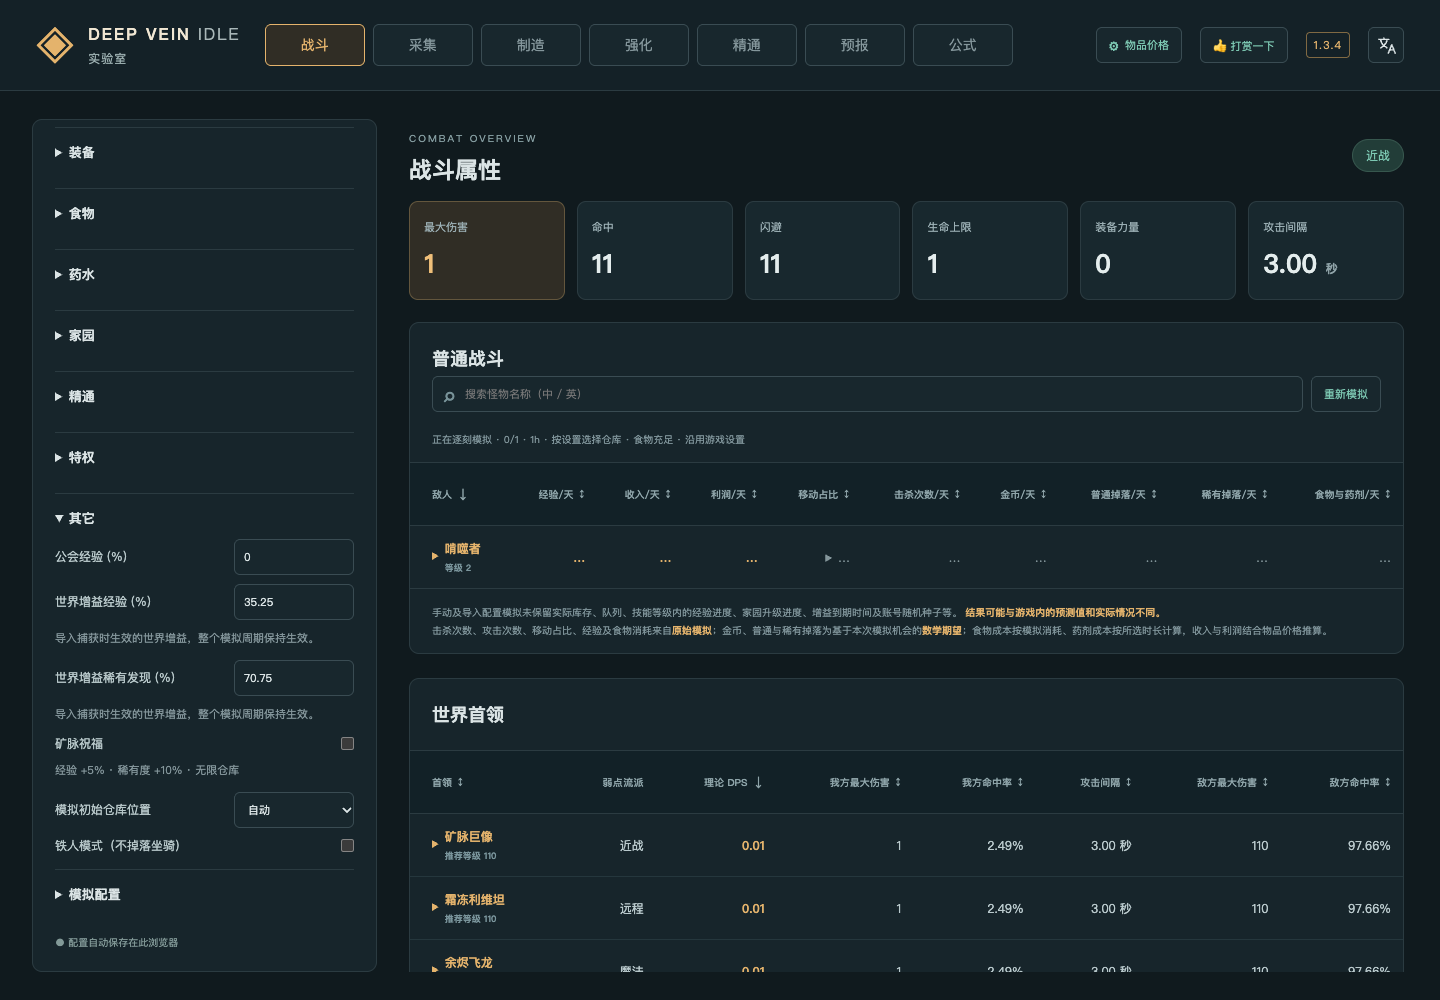 DEEP VEIN IDLE
实验室
战斗
采集
制造
强化
精通
预报
公式
物品价格
打赏一下
1.3.4
装备
食物
药水
家园
精通
特权
其它
公会经验 (%)
0
世界增益经验 (%)
35.25
导入捕获时生效的世界增益，整个模拟周期保持生效。
世界增益稀有发现 (%)
70.75
导入捕获时生效的世界增益，整个模拟周期保持生效。
矿脉祝福
经验 +5% · 稀有度 +10% · 无限仓库
模拟初始仓库位置
自动
铁人模式（不掉落坐骑）
模拟配置
配置自动保存在此浏览器
COMBAT OVERVIEW
战斗属性
近战
最大伤害
1
命中
11
闪避
11
生命上限
1
装备力量
0
攻击间隔
3.00 秒
普通战斗
搜索怪物名称（中 / 英）
重新模拟
正在逐刻模拟 · 0/1 · 1h · 按设置选择仓库 · 食物充足 · 沿用游戏设置
敌人 ↓ 经验/天 ↕ 收入/天 ↕ 利润/天 ↕ 移动占比 ↕ 击杀次数/天 ↕ 金币/天 ↕ 普通掉落/天 ↕ 稀有掉落/天 ↕ 食物与药剂/天 ↕
啃噬者 … … … … … … … … …
等级 2
手动及导入配置模拟未保留实际库存、队列、技能等级内的经验进度、家园升级进度、增益到期时间及账号随机种子等。 结果可能与游戏内的预测值和实际情况不同。
击杀次数、攻击次数、移动占比、经验及食物消耗来自原始模拟；金币、普通与稀有掉落为基于本次模拟机会的数学期望；食物成本按模拟消耗、药剂成本按所选时长计算，收入与利润结合物品价格推算。
世界首领
首领 ↕ 弱点流派 理论 DPS ↓ 我方最大伤害 ↕ 我方命中率 ↕ 攻击间隔 ↕ 敌方最大伤害 ↕ 敌方命中率 ↕
矿脉巨像 近战 0.01 1 2.49% 3.00 秒 110 97.66%
推荐等级 110
霜冻利维坦 远程 0.01 1 2.49% 3.00 秒 110 97.66%
推荐等级 110
余烬飞龙 魔法 0.01 1 2.49% 3.00 秒 110 97.66%